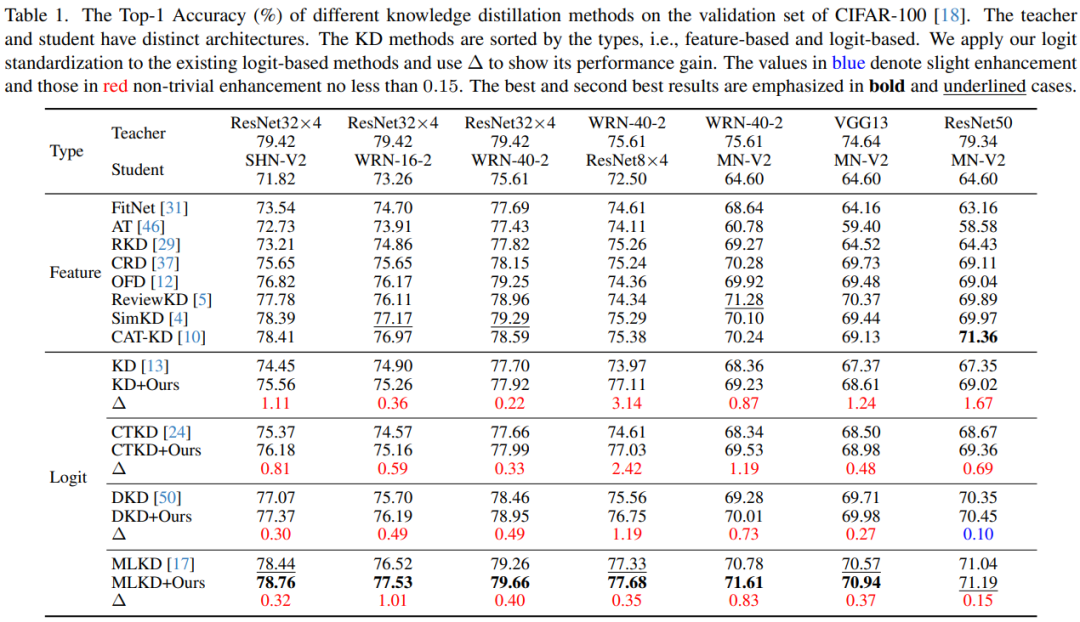 Table 1. The Top-1 Accuracy (%) of different knowledge distillation methods on the validation set of CIFAR-100 [18]. The teacher
and student have distinct architectures. The KD methods are sorted by the types, i.e., feature-based and logit-based. We apply our logit
standardization to the existing logit-based methods and use Δ to show its performance gain. The values in blue denote slight enhancement
and those in red non-trivial enhancement no less than 0.15. The best and second best results are emphasized in bold and underlined cases.
Type Teacher ResNet32×4 ResNet32×4 ResNet32×4 WRN-40-2 WRN-40-2 VGG13 ResNet50
79.42 79.42 79.42 75.61 75.61 74.64 79.34
Student SHN-V2 WRN-16-2 WRN-40-2 ResNet8×4 MN-V2 MN-V2 MN-V2
71.82 73.26 75.61 72.50 64.60 64.60 64.60
Feature
FitNet [31] 73.54 74.70 77.69 74.61 68.64 64.16 63.16
AT [46] 72.73 73.91 77.43 74.11 60.78 59.40 58.58
RKD [29] 73.21 74.86 77.82 75.26 69.27 64.52 64.43
CRD [37] 75.65 75.65 78.15 75.24 70.28 69.73 69.11
OFD [12] 76.82 76.17 79.25 74.36 69.92 69.48 69.04
ReviewKD [5] 77.78 76.11 78.96 74.34 71.28 70.37 69.89
SimKD [4] 78.39 77.17 79.29 75.29 70.10 69.44 69.97
CAT-KD [10] 78.41 76.97 78.59 75.38 70.24 69.13 71.36
Logit
KD [13] 74.45 74.90 77.70 73.97 68.36 67.37 67.35
KD+Ours 75.56 75.26 77.92 77.11 69.23 68.61 69.02
Δ 1.11 0.36 0.22 3.14 0.87 1.24 1.67
CTKD [24] 75.37 74.57 77.66 74.61 68.34 68.50 68.67
CTKD+Ours 76.18 75.16 77.99 77.03 69.53 68.98 69.36
Δ 0.81 0.59 0.33 2.42 1.19 0.48 0.69
DKD [50] 77.07 75.70 78.46 75.56 69.28 69.71 70.35
DKD+Ours 77.37 76.19 78.95 76.75 70.01 69.98 70.45
Δ 0.30 0.49 0.49 1.19 0.73 0.27 0.10
MLKD [17] 78.44 76.52 79.26 77.33 70.78 70.57 71.04
MLKD+Ours 78.76 77.53 79.66 77.68 71.61 70.94 71.19
Δ 0.32 1.01 0.40 0.35 0.83 0.37 0.15